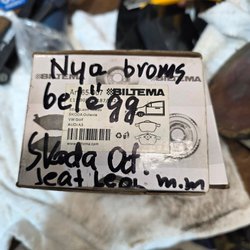 Nya broms
belägg.
BILTEMA
SKODA Octavia
VW Golf
AUDI A3
Skoda Oct.
Seat Leon m.m